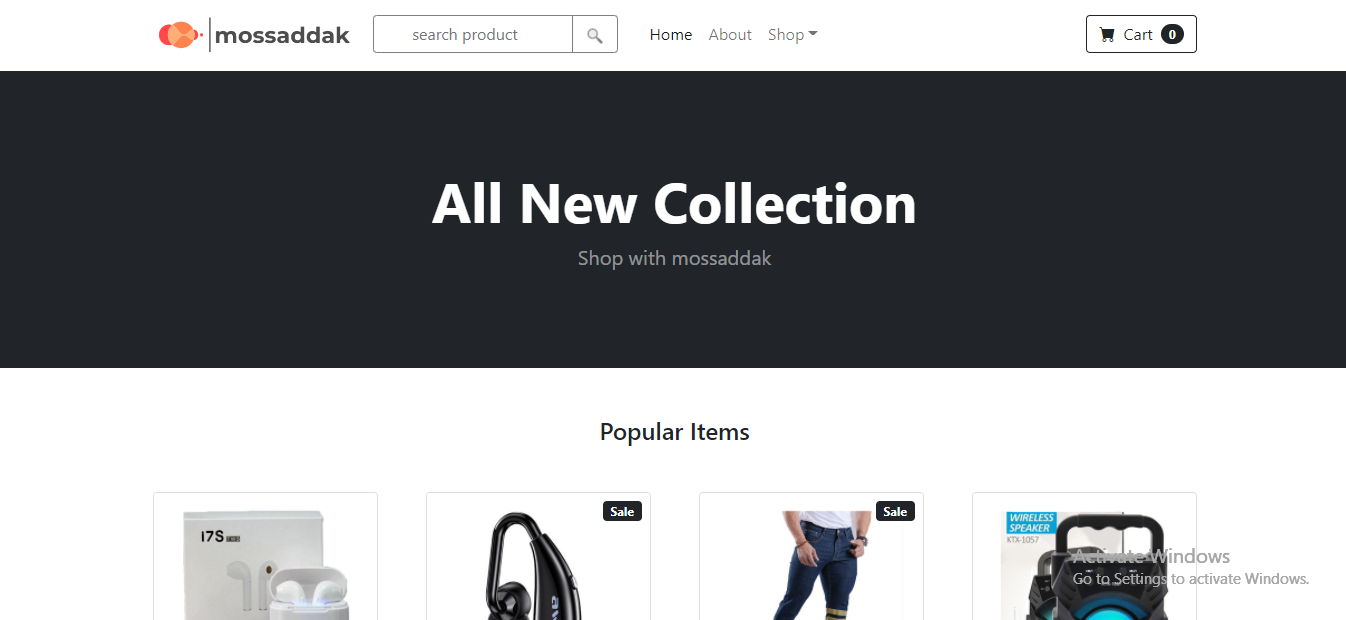 mossaddak
search product
Home About Shop
Cart 0
All New Collection
Shop with mossaddak
Popular Items
i7S TWS
Sale
Sale
WIRELESS
SPEAKER
KTX-1057
Activate Windows
Go to Settings to activate Windows.